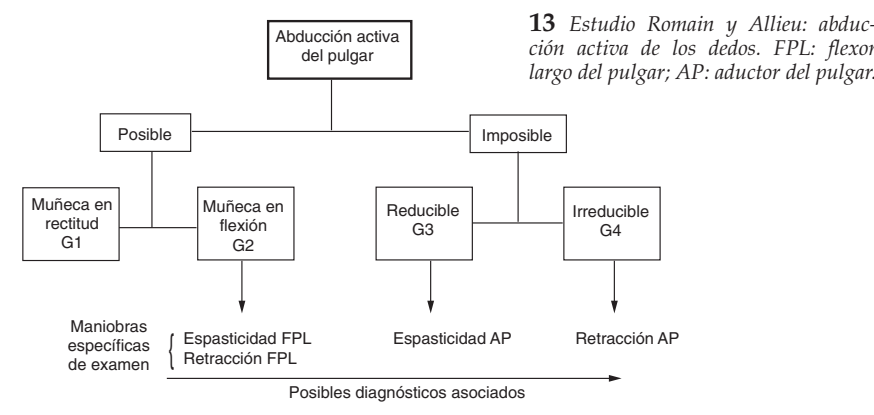 13 Estudio Romain y Allieu: abduc-
ción activa de los dedos. FPL: flexor
largo del pulgar; AP: aductor del pulgar.
Abducción activa
del pulgar
Posible
Imposible
Muñeca en
rectitud
G1
Muñeca en
flexión
G2
Reducible
G3
Irreducible
G4
Maniobras
específicas
de examen
Espasticidad FPL
Retracción FPL
Espasticidad AP
Retracción AP
Posibles diagnósticos asociados